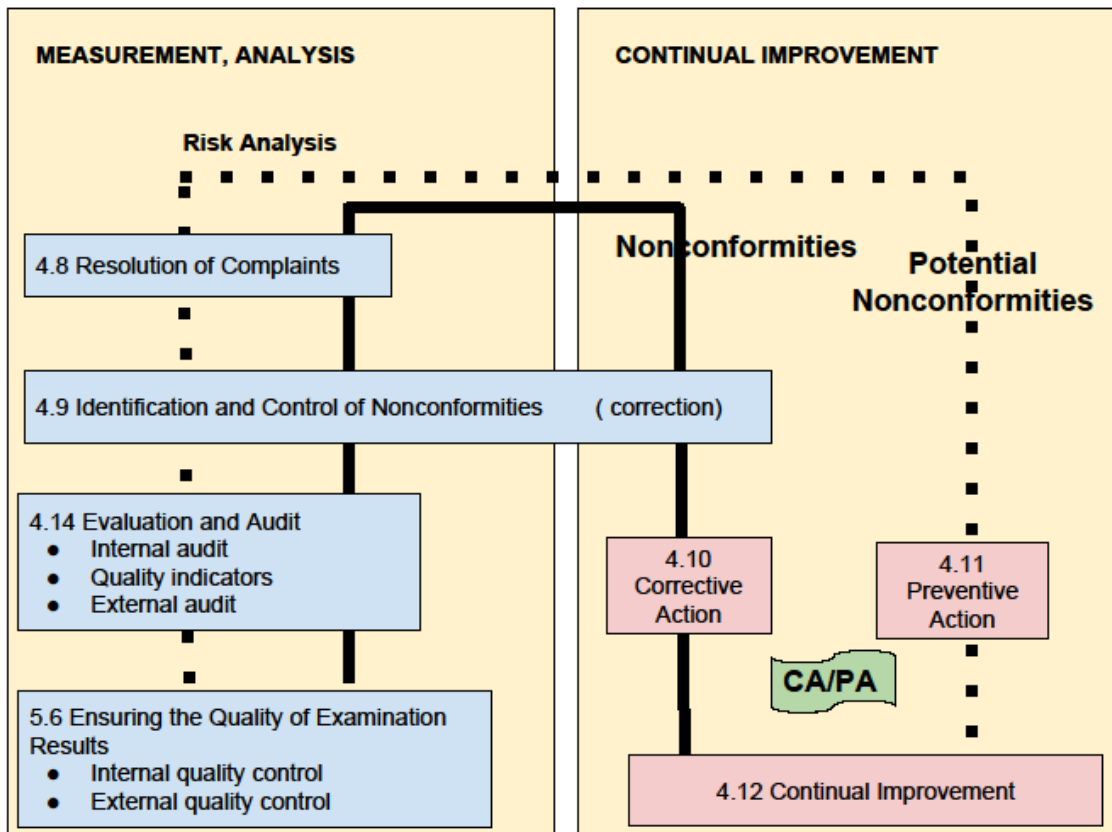 MEASUREMENT, ANALYSIS
CONTINUAL IMPROVEMENT
Risk Analysis
Nonconformities
Potential
Nonconformities
4.8 Resolution of Complaints
4.9 Identification and Control of Nonconformities ( correction)
4.14 Evaluation and Audit
● Internal audit
● Quality indicators
● External audit
4.10
Corrective
Action
4.11
Preventive
Action
CA/PA
5.6 Ensuring the Quality of Examination
Results
● Internal quality control
● External quality control
4.12 Continual Improvement